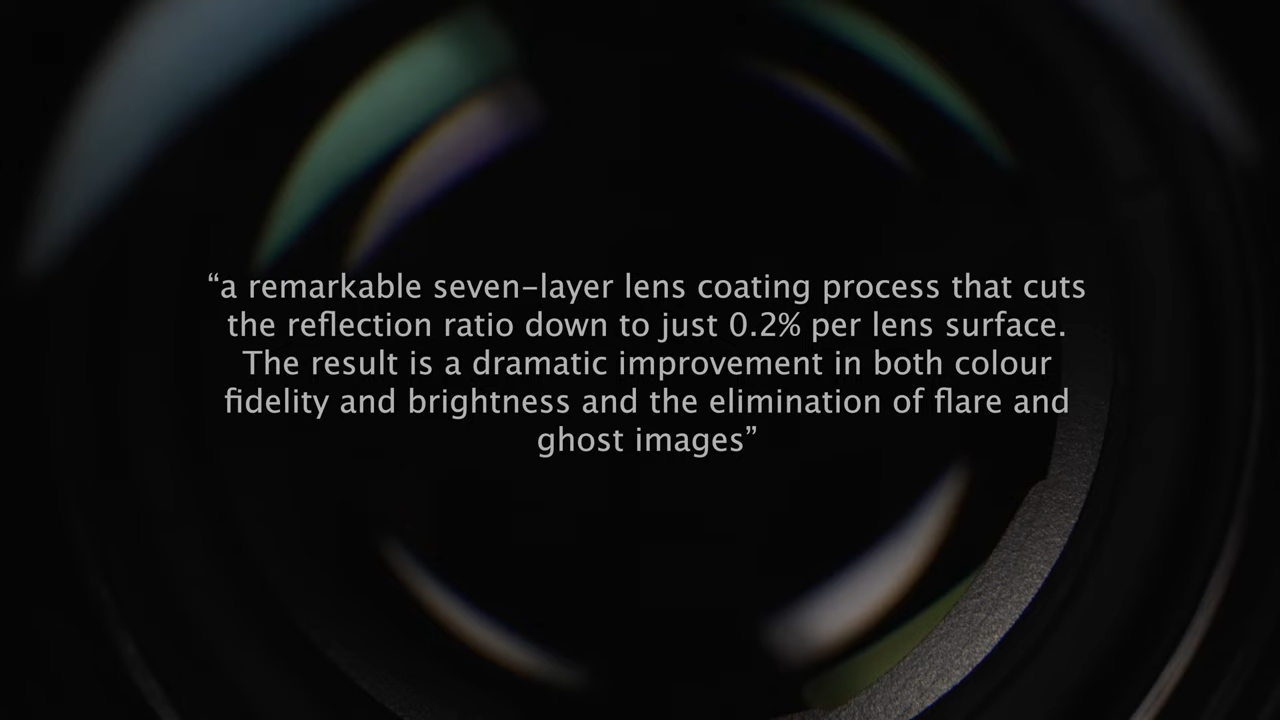 “a remarkable seven-layer lens coating process that cuts
the reflection ratio down to just 0.2% per lens surface.
The result is a dramatic improvement in both colour
fidelity and brightness and the elimination of flare and
ghost images”